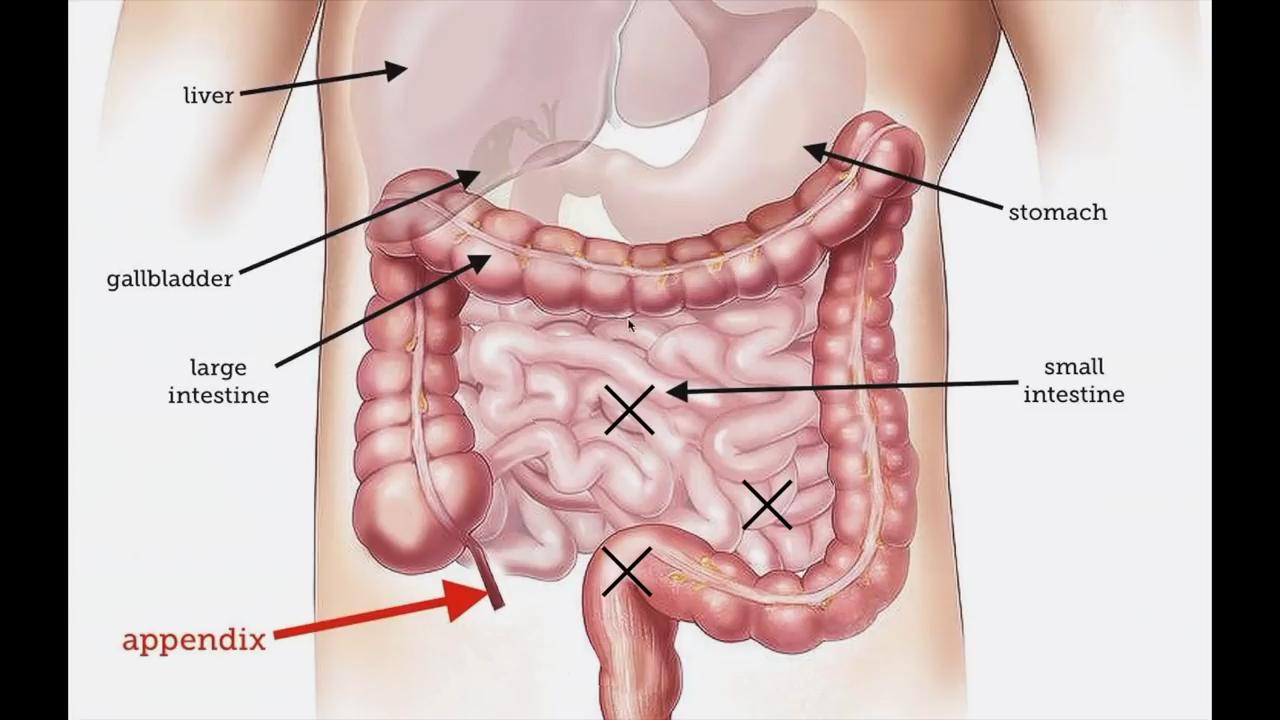 liver
gallbladder
large
intestine
appendix
stomach
small
intestine